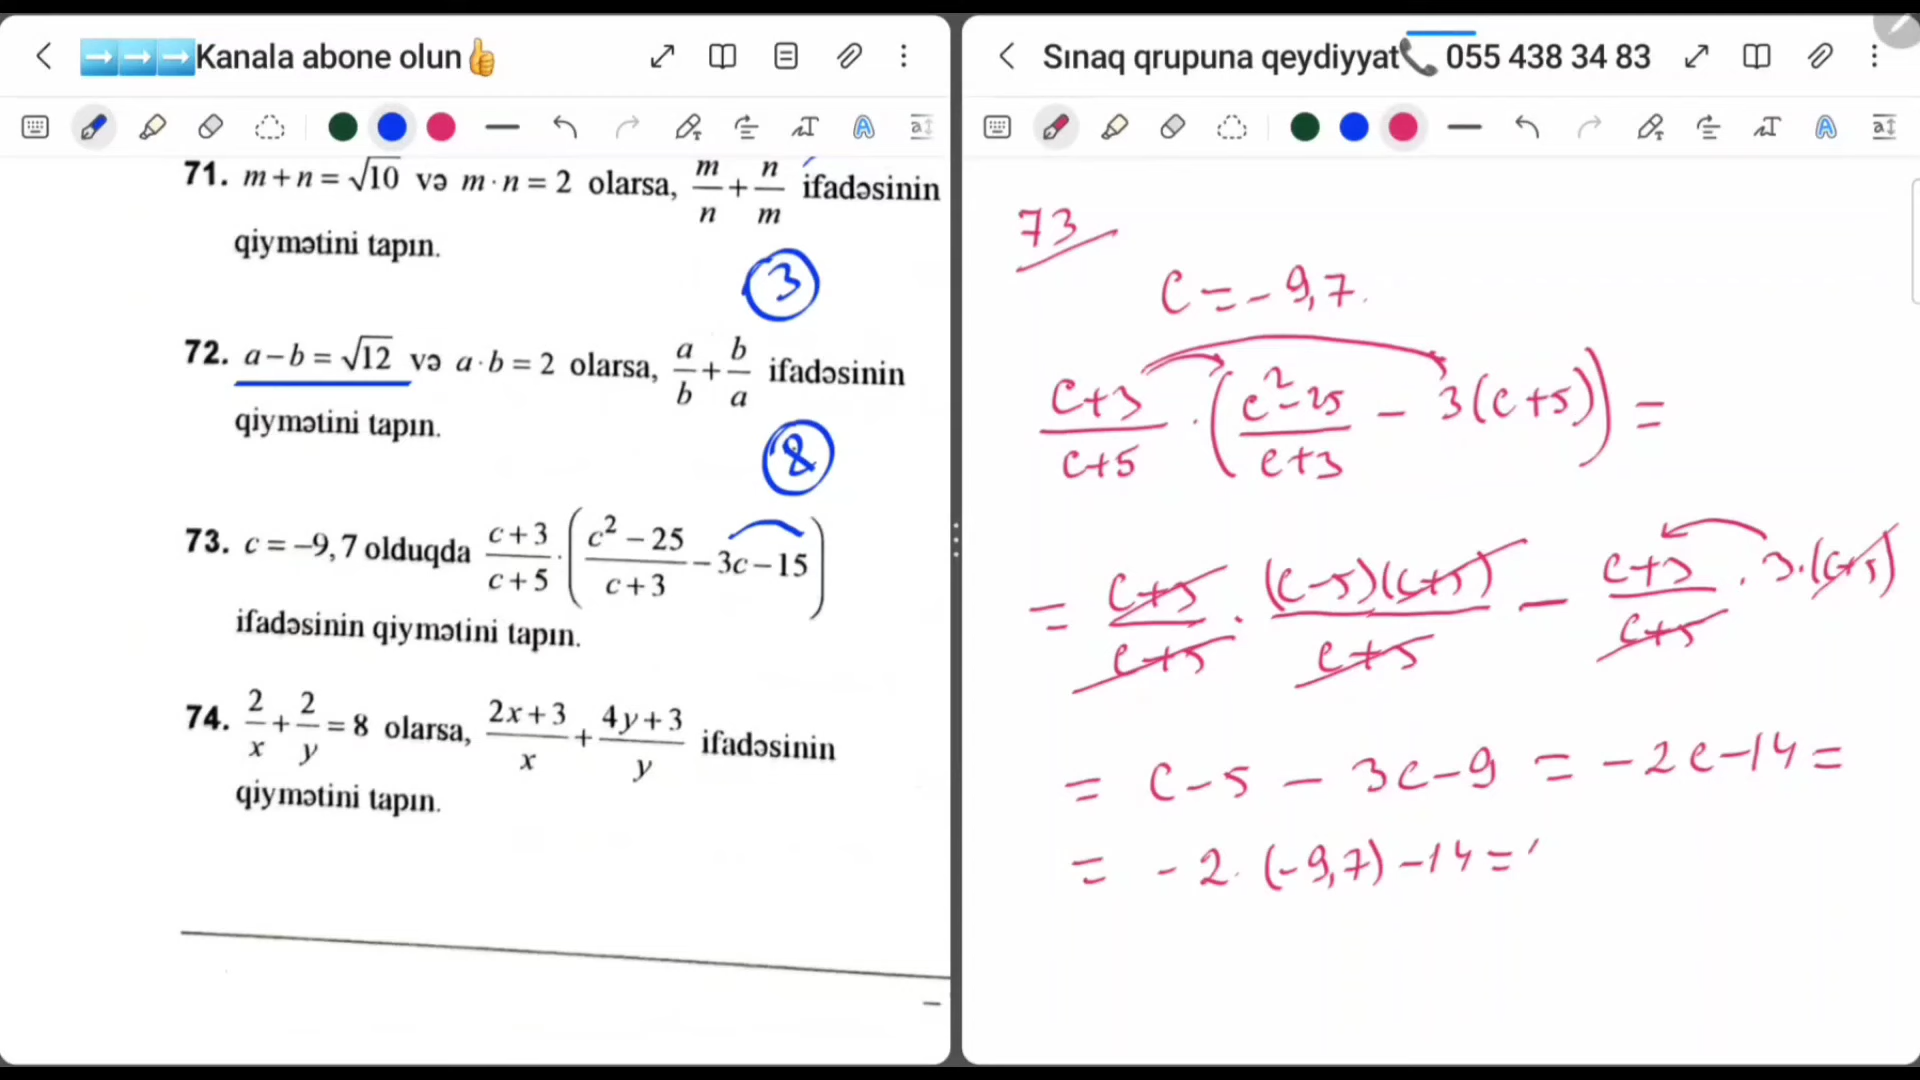 ➡️➡️➡️Kanala abone olun👍
71. m + n = √10 və m · n = 2 olarsa, m/n + n/m ifadəsinin
qiymətini tapın.
3
72. a − b = √12 və a · b = 2 olarsa, a/b + b/a ifadəsinin
qiymətini tapın.
8
73. c = −9,7 olduqda (c + 3)/(c + 5) · ((c² − 25)/(c + 3) − 3c − 15)
ifadəsinin qiymətini tapın.
74. 2/x + 2/y = 8 olarsa, (2x + 3)/x + (4y + 3)/y ifadəsinin
qiymətini tapın.
Sınaq qrupuna qeydiyyat📞 055 438 34 83
73
c = −9,7.
(c+3)/(c+5) · ((c²−25)/(c+3) − 3(c+5)) =
= (c+3)/(c+5) · (c−5)(c+5)/(c+3) − (c+3)/(c+5) · 3·(c+5)
= c−5 − 3c−9 = −2c−14 =
= −2·(−9,7) −14 =